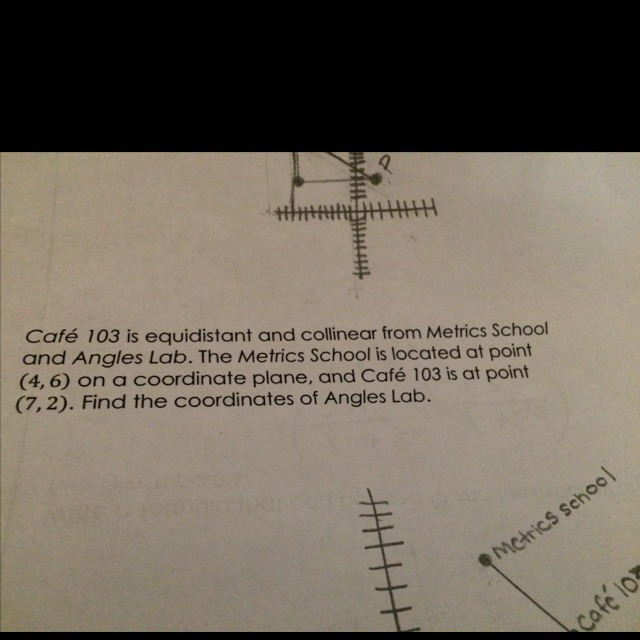 P
Café 103 is equidistant and collinear from Metrics School
and Angles Lab. The Metrics School is located at point
(4, 6) on a coordinate plane, and Café 103 is at point
(7, 2). Find the coordinates of Angles Lab.
Metrics school
Café 103